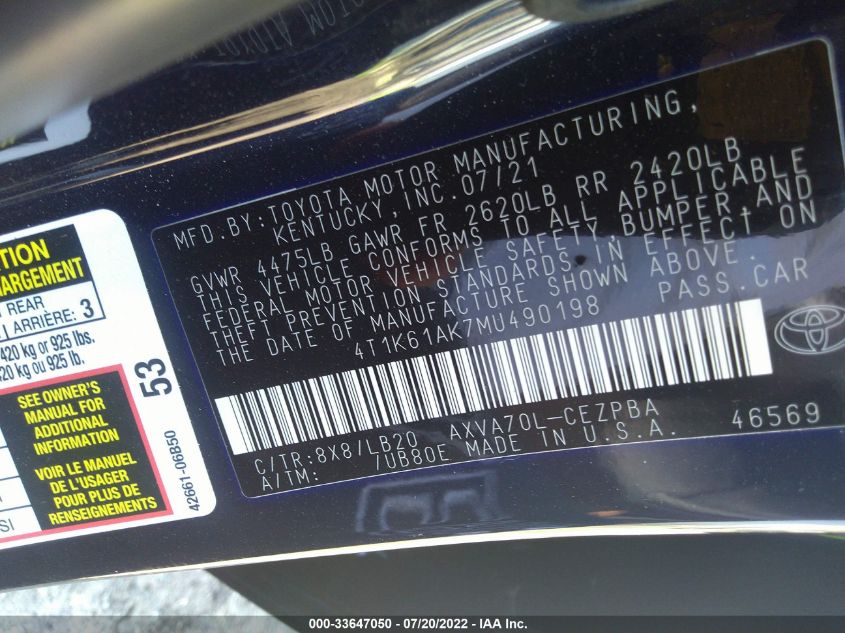 MFD.BY:TOYOTA MOTOR MANUFACTURING,
KENTUCKY, INC. 07/21
GVWR 4475LB GAWR FR 2620LB RR 2420LB
THIS VEHICLE CONFORMS TO ALL APPLICABLE
FEDERAL MOTOR VEHICLE SAFETY, BUMPER AND
THEFT PREVENTION STANDARDS IN EFFECT ON
THE DATE OF MANUFACTURE SHOWN ABOVE.
4T1K61AK7MU490198 PASS.CAR
C/TR:8X8/LB20 AXVA70L-CEZPBA 46569
A/TM: /UB80E MADE IN U.S.A.
REAR
ARRIÈRE: 3
420 kg or 925 lbs.
420 kg ou 925 lb.
SEE OWNER'S
MANUAL FOR
ADDITIONAL
INFORMATION
VOIR LE MANUEL
DE L'USAGER
POUR PLUS DE
RENSEIGNEMENTS
53
42661-06B50
000-33647050 - 07/20/2022 - IAA Inc.